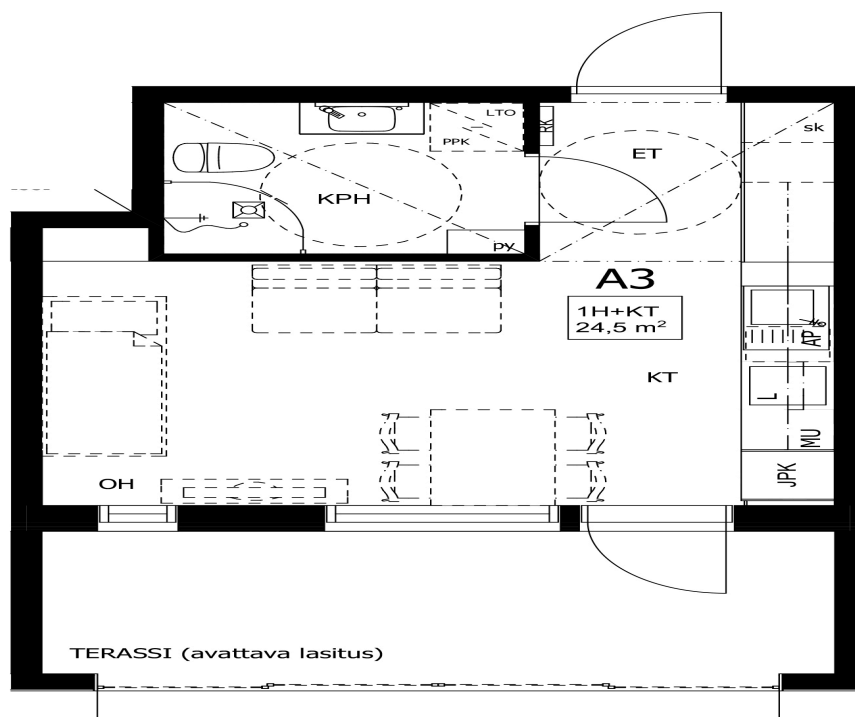 LTO
PPK
RK
sk
ET
KPH
py
A3
1H+KT
24,5 m²
AP
KT
L
MU
JPK
OH
TERASSI (avattava lasitus)